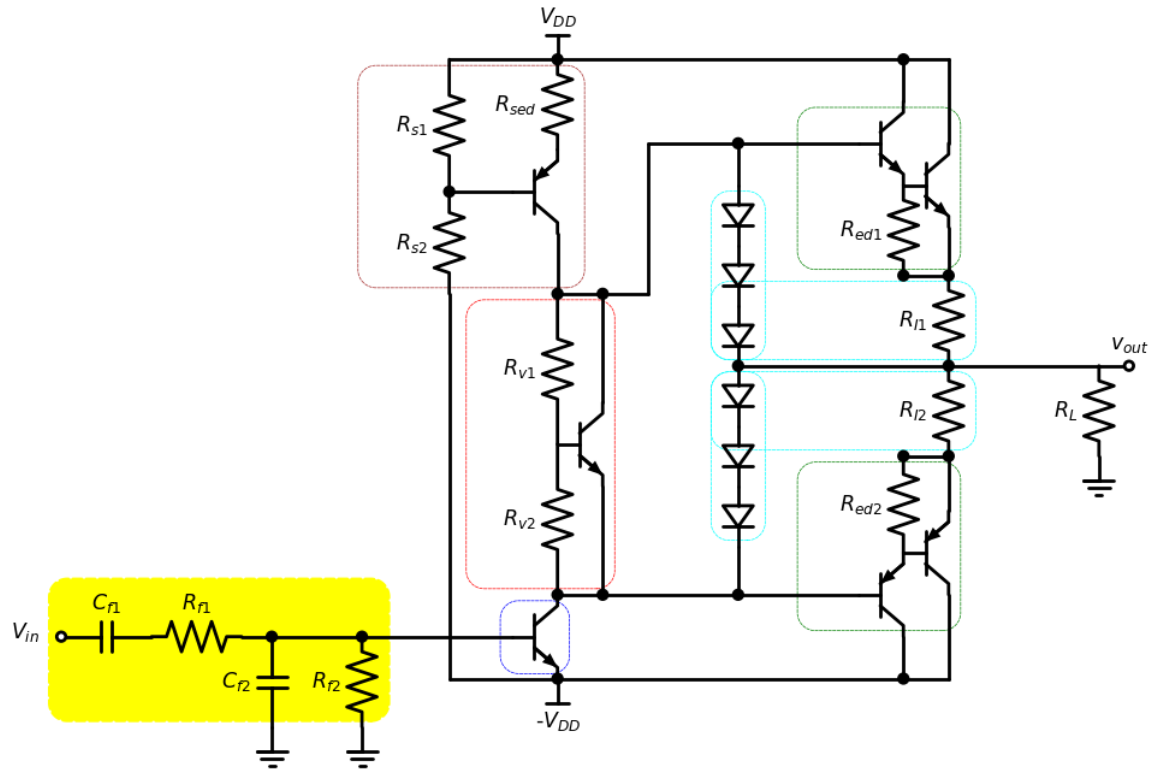 V_DD
R_s1
R_sed
R_s2
R_ed1
R_v1
R_l1
v_out
R_l2
R_L
R_v2
R_ed2
V_in
C_f1
R_f1
C_f2
R_f2
-V_DD